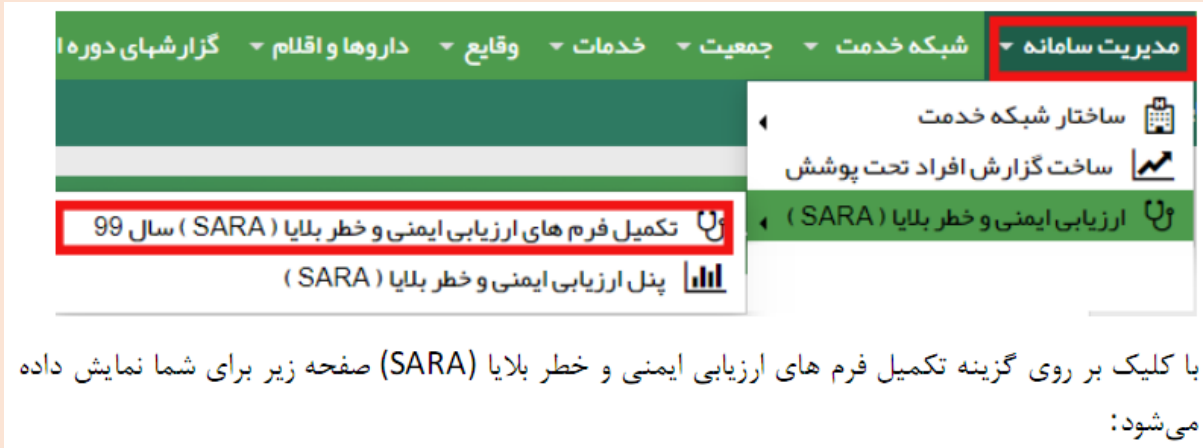 مدیریت سامانه شبکه خدمت جمعیت خدمات وقایع داروها و اقلام گزارشهای دوره ا
ساختار شبکه خدمت
ساخت گزارش افراد تحت پوشش
ارزیابی ایمنی و خطر بلایا ( SARA )
تکمیل فرم های ارزیابی ایمنی و خطر بلایا ( SARA ) سال 99
پنل ارزیابی ایمنی و خطر بلایا ( SARA )
با کلیک بر روی گزینه تکمیل فرم های ارزیابی ایمنی و خطر بلایا (SARA) صفحه زیر برای شما نمایش داده
می‌شود: